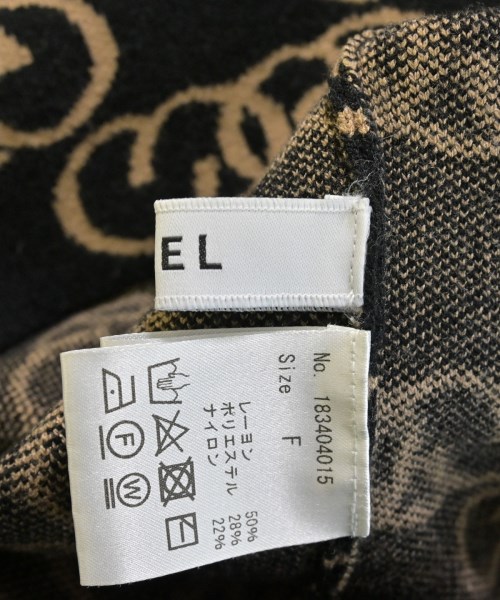 EL
No. 183404015
Size F
レーヨン 50%
ポリエステル 28%
ナイロン 22%
F
W